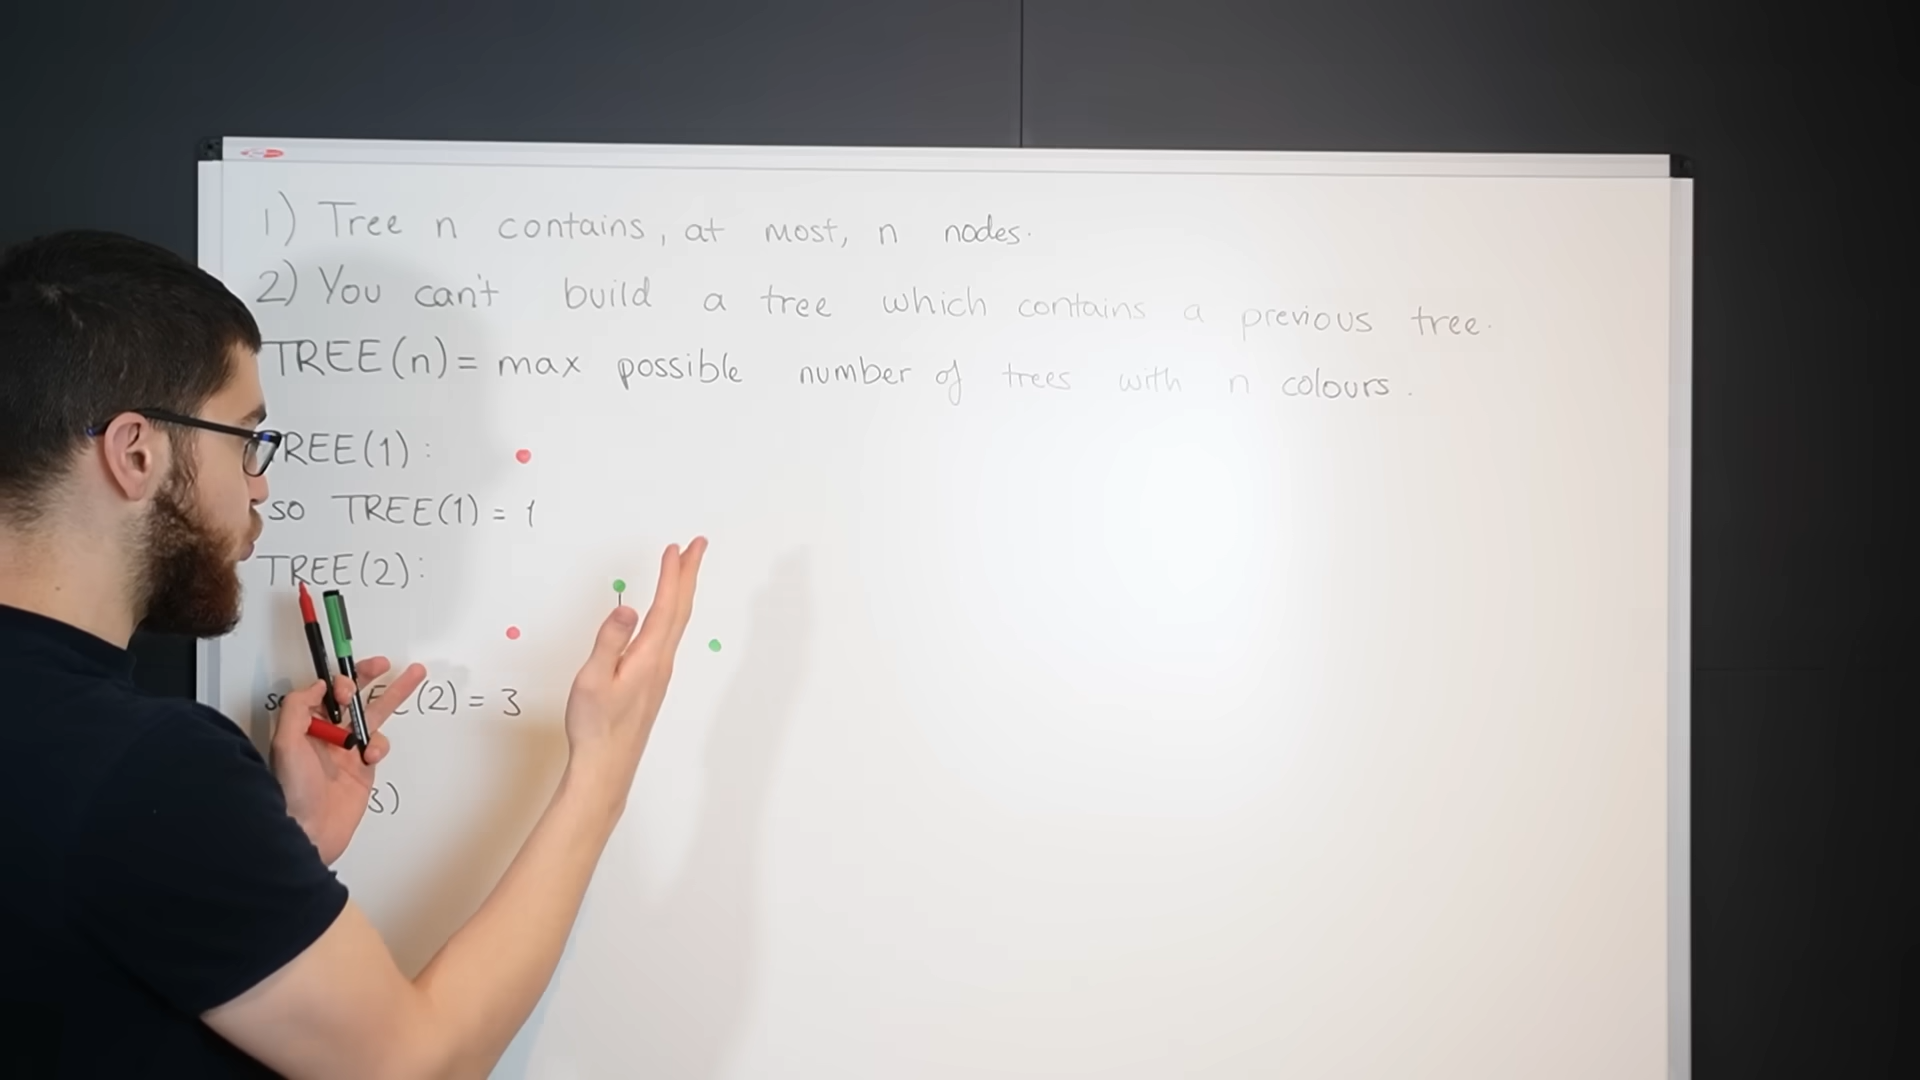 1) Tree n contains, at most, n nodes.
2) You can't build a tree which contains a previous tree.
TREE(n) = max possible number of trees with n colours.
REE(1):
so TREE(1) = 1
TREE(2):
(2) = 3
3)